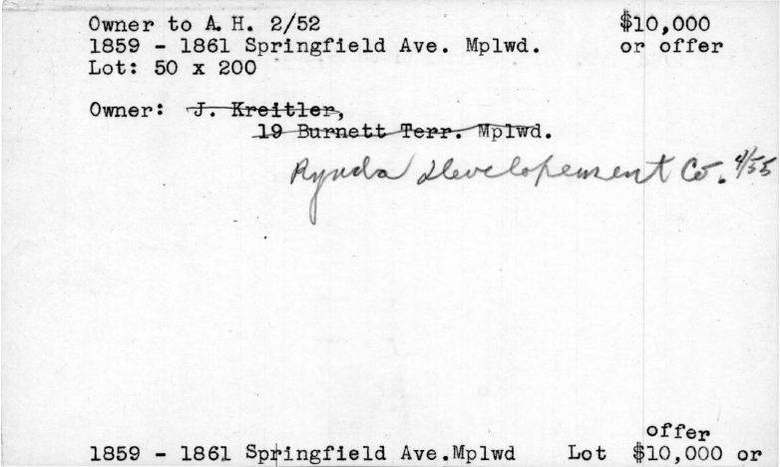 Owner to A. H. 2/52 $10,000
1859 - 1861 Springfield Ave. Mplwd. or offer
Lot: 50 x 200
Owner: J. Kreitler,
19 Burnett Terr. Mplwd.
Rynda Developement Co. 4/55
offer
1859 - 1861 Springfield Ave.Mplwd Lot $10,000 or